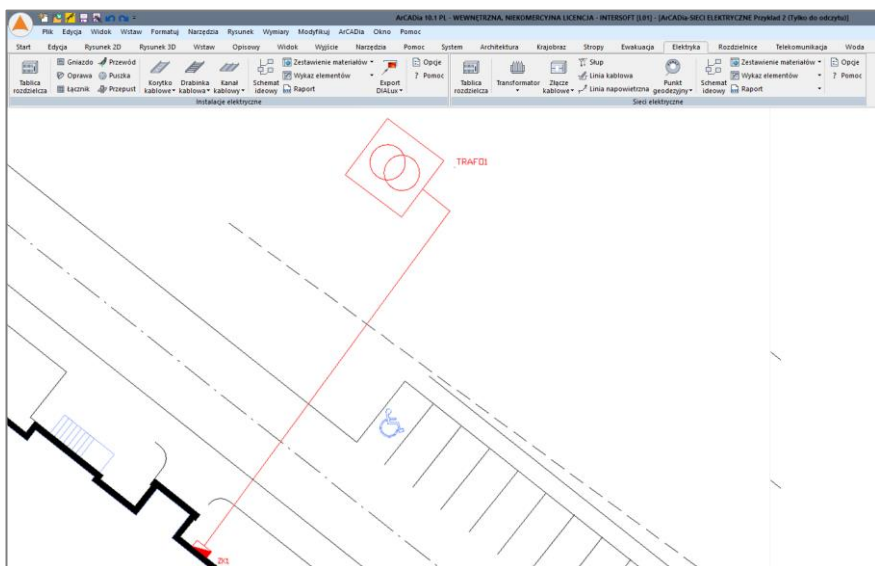 ArCADia 10.1 PL - WEWNĘTRZNA, NIEKOMERCYJNA LICENCJA - INTERSOFT [L01] - [ArCADia-SIECI ELEKTRYCZNE Przykład 2 (Tylko do odczytu)]
Plik Edycja Widok Wstaw Formatuj Narzędzia Rysunek Wymiary Modyfikuj ArCADia Okno Pomoc
Start Edycja Rysunek 2D Rysunek 3D Wstaw Opisowy Widok Wyjście Narzędzia Pomoc System Architektura Krajobraz Stropy Ewakuacja Elektryka Rozdzielnice Telekomunikacja Woda
Gniazdo Przewód Zestawienie materiałów Opcje Słup Zestawienie materiałów Opcje
Oprawa Puszka Wykaz elementów ? Pomoc Linia kablowa Wykaz elementów ? Pomoc
Tablica Korytko Drabinka Kanał Schemat Export Tablica Transformator Złącze Punkt Schemat
rozdzielcza Łącznik Przepust kablowe kablowa kablowy ideowy Raport DIALux rozdzielcza kablowe Linia napowietrzna geodezyjny ideowy Raport
Instalacje elektryczne Sieci elektryczne
TRAF01
ZK1